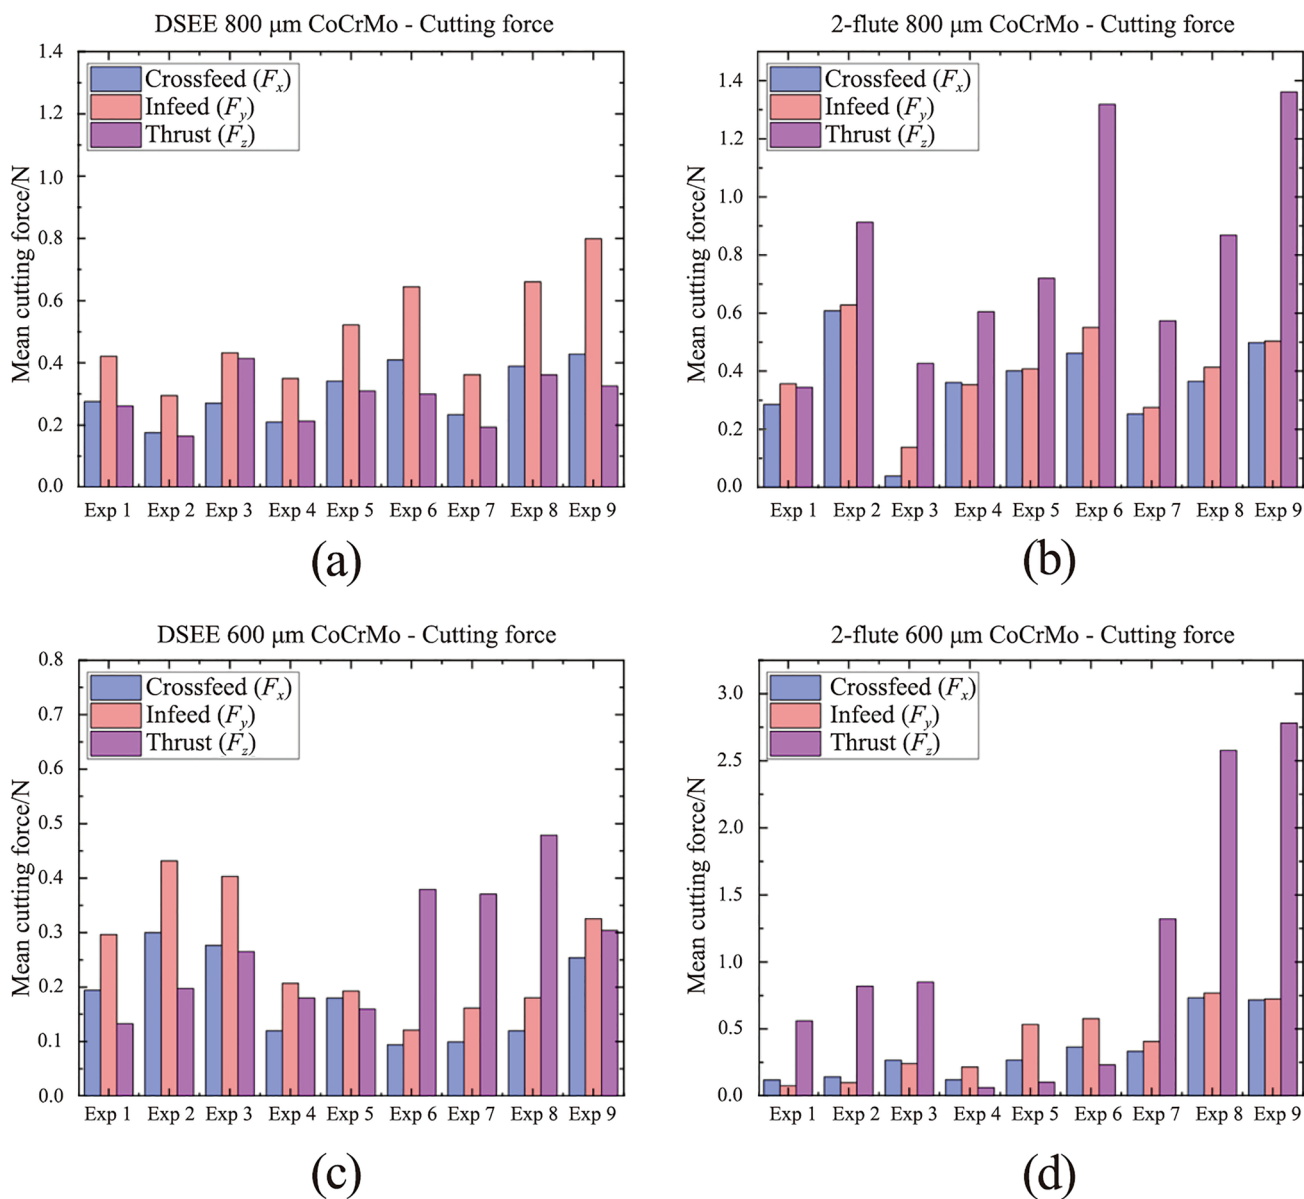 DSEE 800 μm CoCrMo - Cutting force
Mean cutting force/N
1.4
1.2
1.0
0.8
0.6
0.4
0.2
0.0
Crossfeed (Fx)
Infeed (Fy)
Thrust (Fz)
Exp 1 Exp 2 Exp 3 Exp 4 Exp 5 Exp 6 Exp 7 Exp 8 Exp 9
(a)
2-flute 800 μm CoCrMo - Cutting force
Mean cutting force/N
1.4
1.2
1.0
0.8
0.6
0.4
0.2
0.0
Crossfeed (Fx)
Infeed (Fy)
Thrust (Fz)
Exp 1 Exp 2 Exp 3 Exp 4 Exp 5 Exp 6 Exp 7 Exp 8 Exp 9
(b)
DSEE 600 μm CoCrMo - Cutting force
Mean cutting force/N
0.8
0.7
0.6
0.5
0.4
0.3
0.2
0.1
0.0
Crossfeed (Fx)
Infeed (Fy)
Thrust (Fz)
Exp 1 Exp 2 Exp 3 Exp 4 Exp 5 Exp 6 Exp 7 Exp 8 Exp 9
(c)
2-flute 600 μm CoCrMo - Cutting force
Mean cutting force/N
3.0
2.5
2.0
1.5
1.0
0.5
0.0
Crossfeed (Fx)
Infeed (Fy)
Thrust (Fz)
Exp 1 Exp 2 Exp 3 Exp 4 Exp 5 Exp 6 Exp 7 Exp 8 Exp 9
(d)